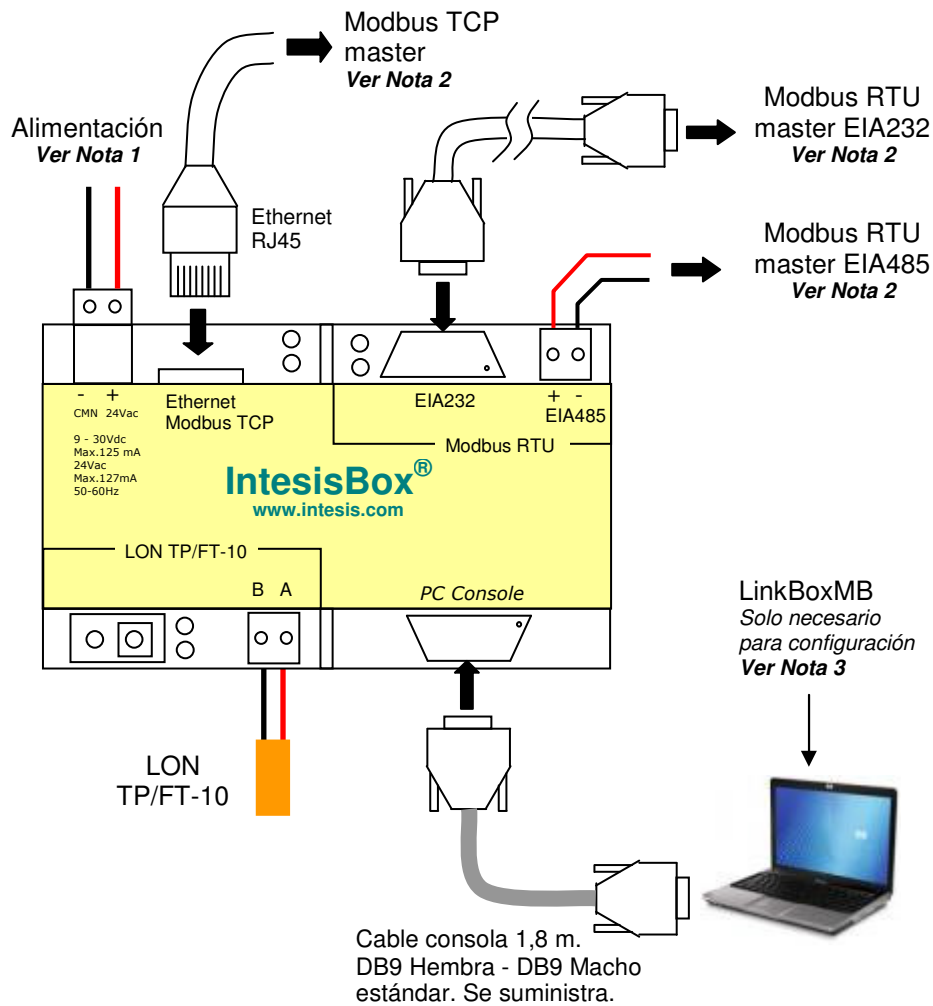 Modbus TCP
master
Ver Nota 2
Modbus RTU
master EIA232
Ver Nota 2
Alimentación
Ver Nota 1
Ethernet
RJ45
Modbus RTU
master EIA485
Ver Nota 2
- +
CMN 24Vac
9 - 30Vdc
Max.125 mA
24Vac
Max.127mA
50-60Hz
Ethernet
Modbus TCP
EIA232
+ -
EIA485
Modbus RTU
IntesisBox®
www.intesis.com
LON TP/FT-10
B A
PC Console
LinkBoxMB
Solo necesario
para configuración
Ver Nota 3
LON
TP/FT-10
Cable consola 1,8 m.
DB9 Hembra - DB9 Macho
estándar. Se suministra.